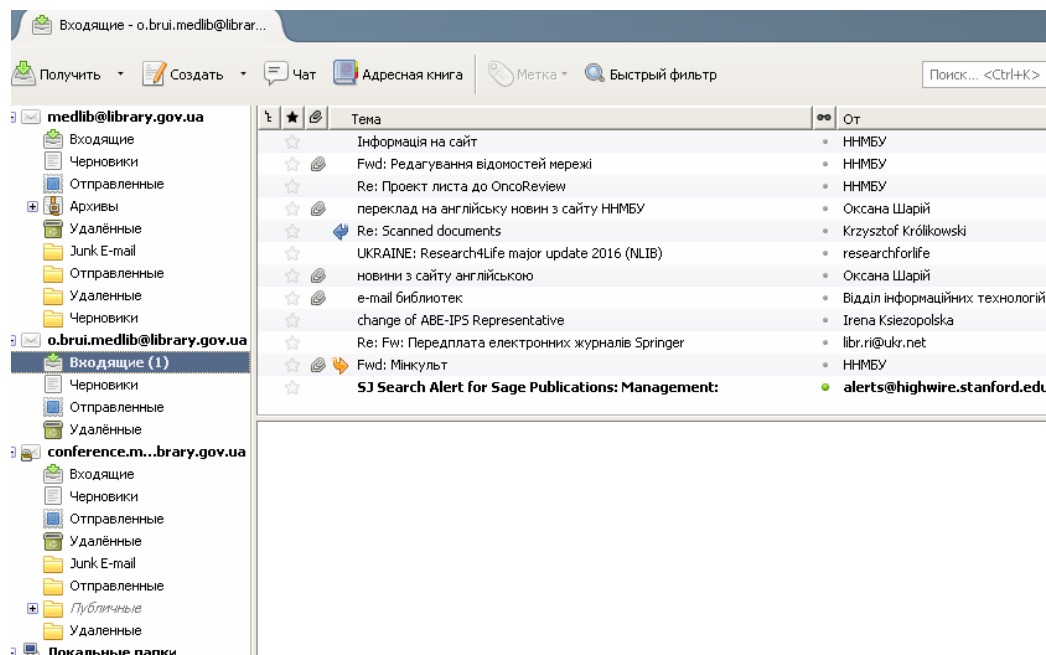 Входящие - o.brui.medlib@librar...
Получить Создать Чат Адресная книга Метка Быстрый фильтр Поиск... <Ctrl+K>
medlib@library.gov.ua
Входящие
Черновики
Отправленные
Архивы
Удалённые
Junk E-mail
Отправленные
Удаленные
Черновики
o.brui.medlib@library.gov.ua
Входящие (1)
Черновики
Отправленные
Удалённые
conference.m...brary.gov.ua
Входящие
Черновики
Отправленные
Удалённые
Junk E-mail
Отправленные
Публичные
Удаленные
Локальные папки
Тема От
Інформація на сайт ННМБУ
Fwd: Редагування відомостей мережі ННМБУ
Re: Проект листа до OncoReview ННМБУ
переклад на англійську новин з сайту ННМБУ Оксана Шарій
Re: Scanned documents Krzysztof Królikowski
UKRAINE: Research4Life major update 2016 (NLIB) researchforlife
новини з сайту англійською Оксана Шарій
e-mail библиотек Відділ інформаційних технологій
change of ABE-IPS Representative Irena Ksiezopolska
Re: Fw: Передплата електронних журналів Springer libr.ri@ukr.net
Fwd: Мінкульт ННМБУ
SJ Search Alert for Sage Publications: Management: alerts@highwire.stanford.edu